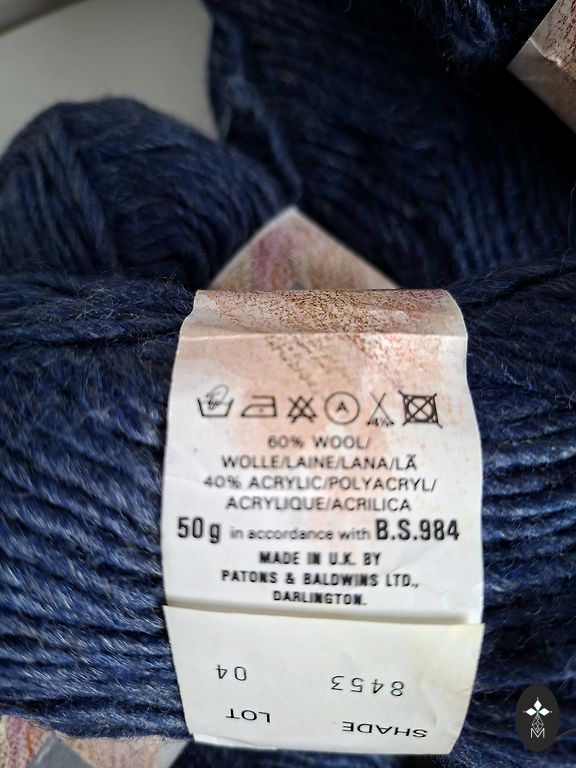 60% WOOL/
WOLLE/LAINE/LANA/LÃ
40% ACRYLIC/POLYACRYL/
ACRYLIQUE/ACRILICA
50g in accordance with B.S.984
MADE IN U.K. BY
PATONS & BALDWINS LTD.,
DARLINGTON.
SHADE LOT
8453 04